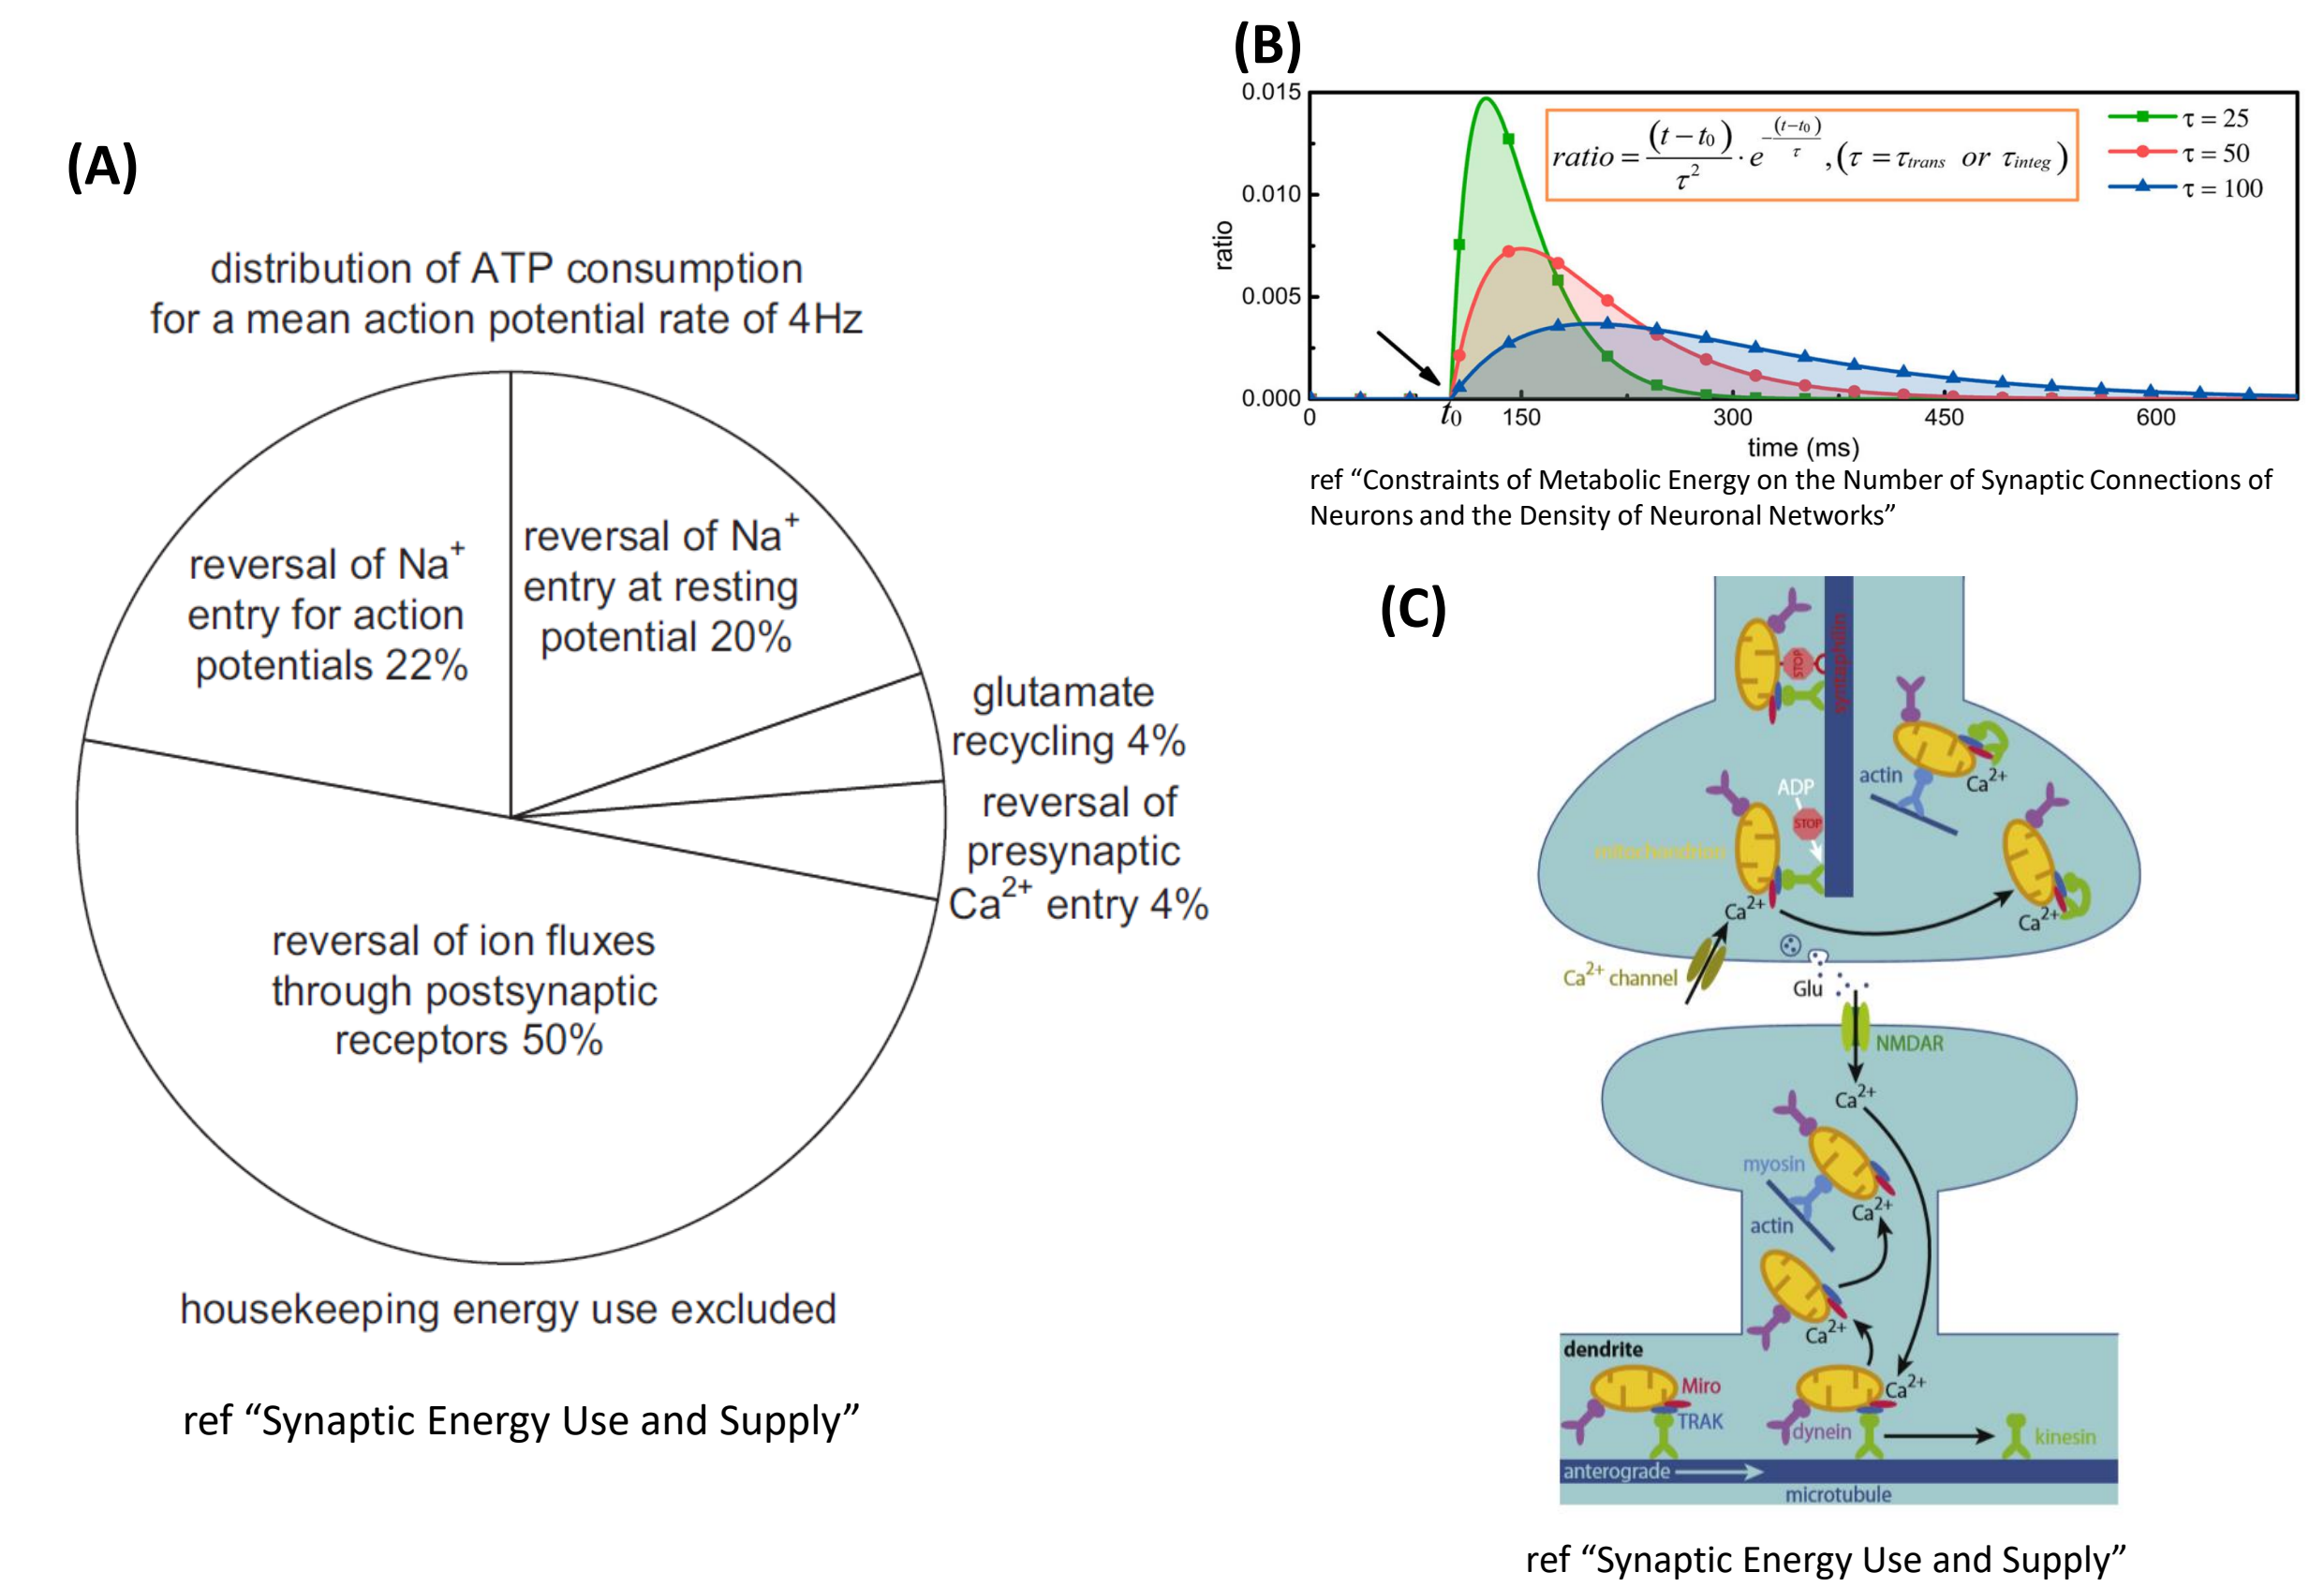 (A)
distribution of ATP consumption
for a mean action potential rate of 4Hz
reversal of Na⁺
entry for action
potentials 22%
reversal of Na⁺
entry at resting
potential 20%
glutamate
recycling 4%
reversal of
presynaptic
Ca²⁺ entry 4%
reversal of ion fluxes
through postsynaptic
receptors 50%
housekeeping energy use excluded
ref “Synaptic Energy Use and Supply”
(B)
0.015
0.010
0.005
0.000
ratio
ratio = (t − t₀) / τ² · e^(−(t−t₀)/τ) , (τ = τtrans or τinteg)
τ = 25
τ = 50
τ = 100
0 t₀ 150 300 450 600
time (ms)
ref “Constraints of Metabolic Energy on the Number of Synaptic Connections of
Neurons and the Density of Neuronal Networks”
(C)
STOP
syntaphilin
actin
Ca²⁺
ADP
STOP
mitochondrion
Ca²⁺
Ca²⁺
Ca²⁺ channel
Glu
NMDAR
Ca²⁺
myosin
Ca²⁺
actin
Ca²⁺
dendrite
Miro
Ca²⁺
TRAK
dynein
kinesin
anterograde
microtubule
ref “Synaptic Energy Use and Supply”